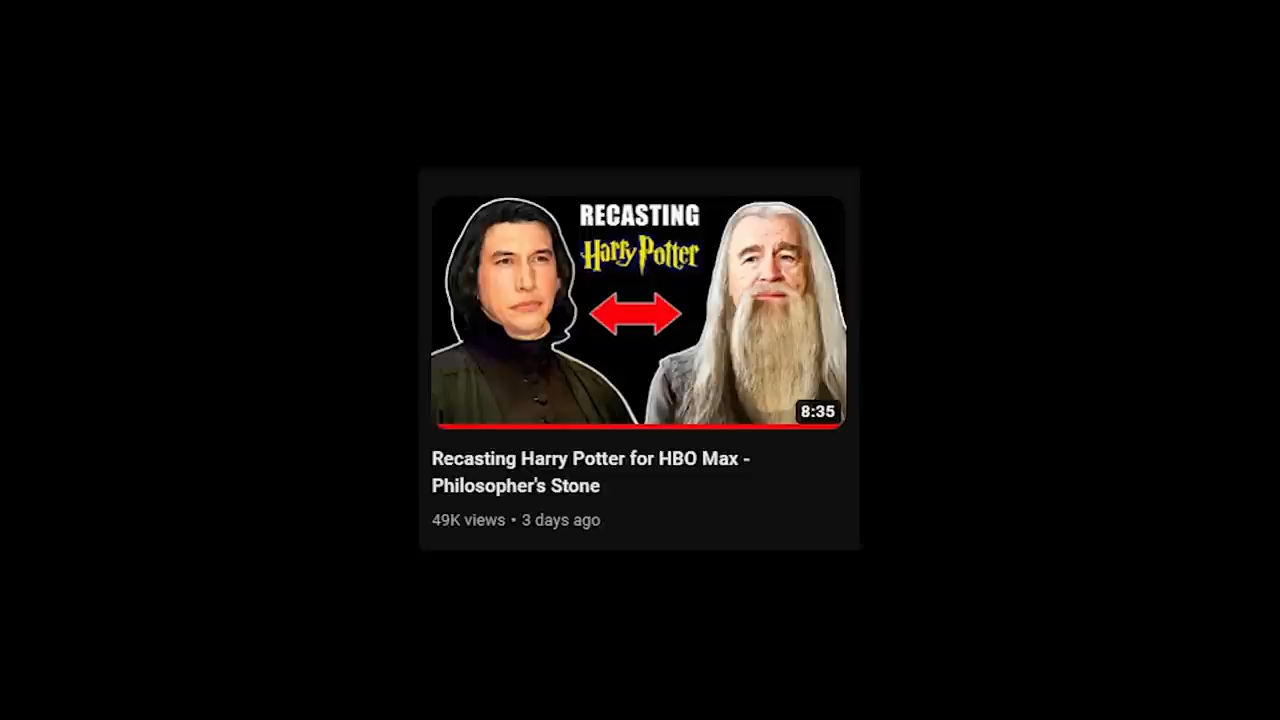 RECASTING
Harry Potter
8:35
Recasting Harry Potter for HBO Max -
Philosopher's Stone
49K views • 3 days ago